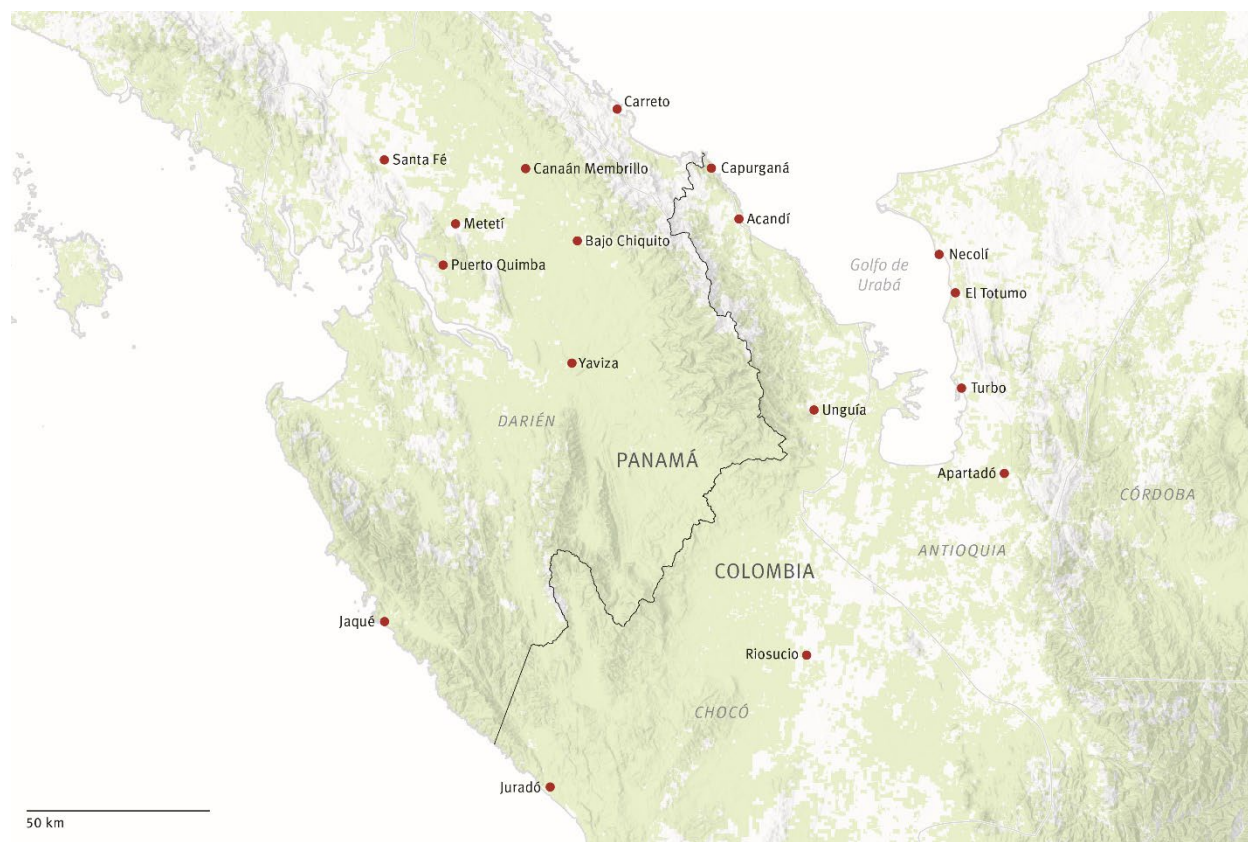 Carreto
Santa Fé
Canaán Membrillo
Capurganá
Metetí
Acandí
Bajo Chiquito
Necolí
Puerto Quimba
Golfo de
Urabá
El Totumo
Yaviza
Turbo
Unguía
DARIÉN
PANAMÁ
Apartadó
CÓRDOBA
ANTIOQUIA
COLOMBIA
Jaqué
Riosucio
CHOCÓ
Juradó
50 km